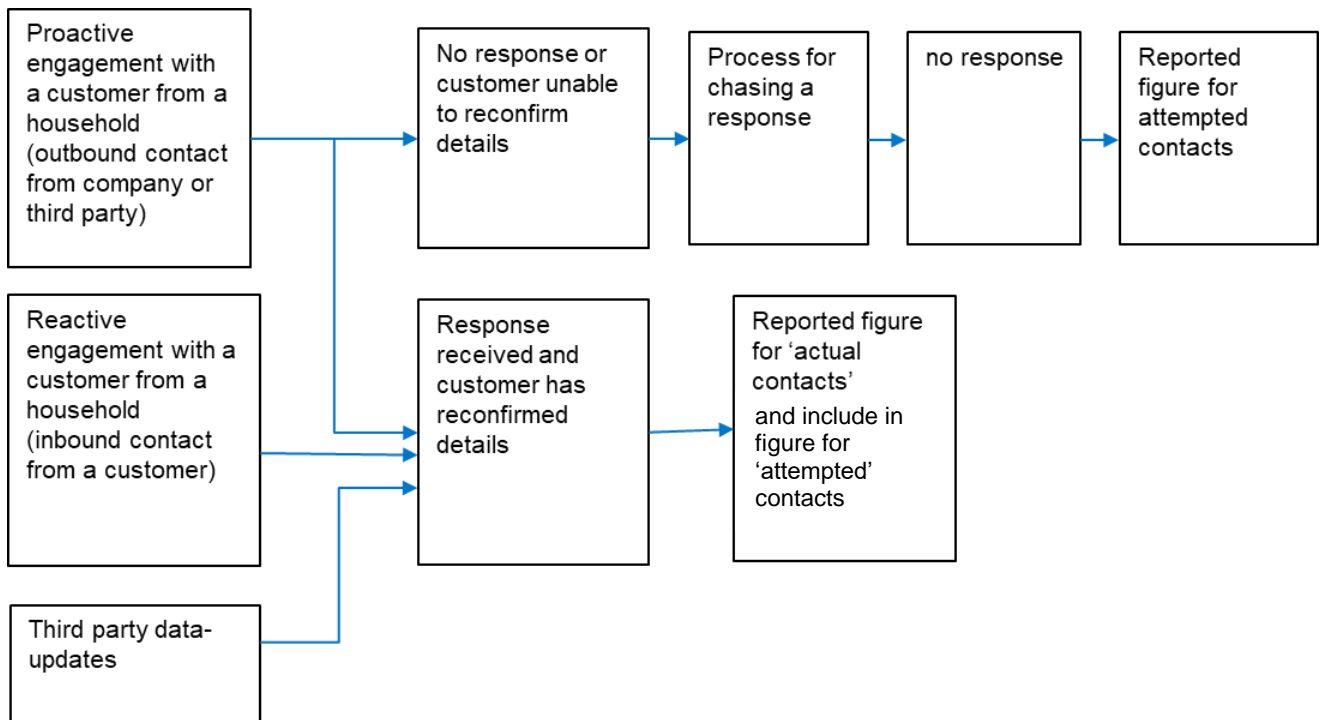 Proactive
engagement with
a customer from a
household
(outbound contact
from company or
third party)
No response or
customer unable
to reconfirm
details
Process for
chasing a
response
no response
Reported
figure for
attempted
contacts
Reactive
engagement with a
customer from a
household
(inbound contact
from a customer)
Response
received and
customer has
reconfirmed
details
Reported figure
for ‘actual
contacts’
and include in
figure for
‘attempted’
contacts
Third party data-
updates